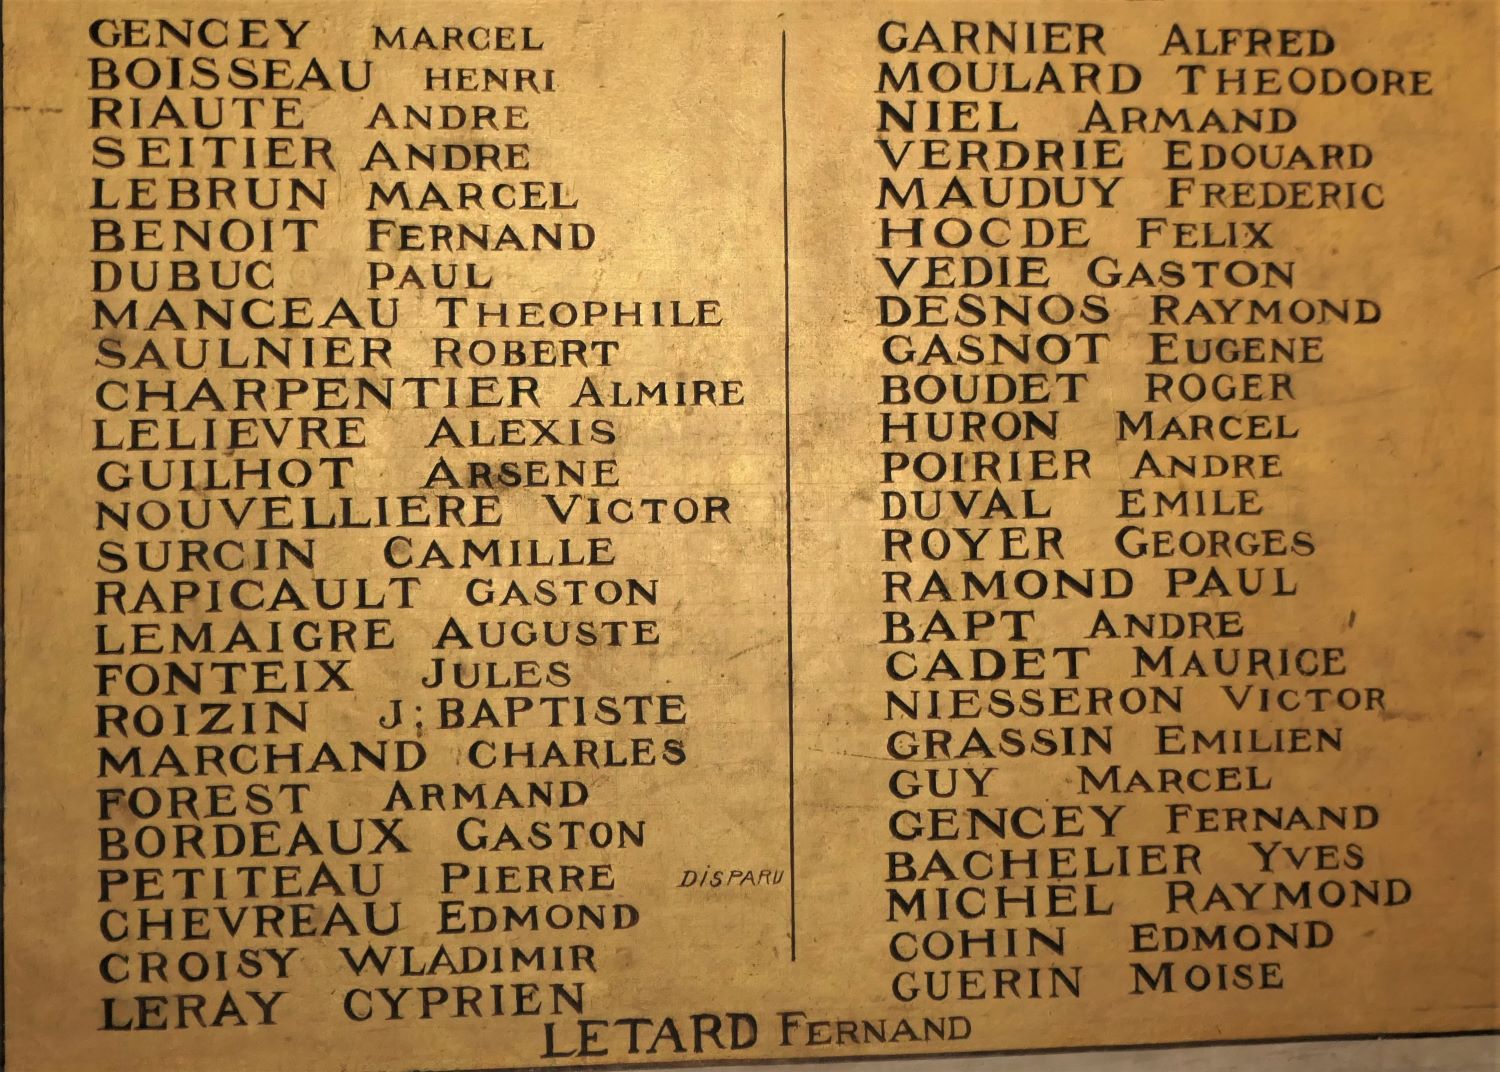 GENCEY MARCEL
BOISSEAU HENRI
RIAUTE ANDRE
SEITIER ANDRE
LEBRUN MARCEL
BENOIT FERNAND
DUBUC PAUL
MANCEAU THEOPHILE
SAULNIER ROBERT
CHARPENTIER ALMIRE
LELIEVRE ALEXIS
GUILHOT ARSENE
NOUVELLIERE VICTOR
SURCIN CAMILLE
RAPICAULT GASTON
LEMAIGRE AUGUSTE
FONTEIX JULES
ROIZIN J:BAPTISTE
MARCHAND CHARLES
FOREST ARMAND
BORDEAUX GASTON
PETITEAU PIERRE DISPARU
CHEVREAU EDMOND
CROISY WLADIMIR
LERAY CYPRIEN
GARNIER ALFRED
MOULARD THEODORE
NIEL ARMAND
VERDRIE EDOUARD
MAUDUY FREDERIC
HOCDE FELIX
VEDIE GASTON
DESNOS RAYMOND
GASNOT EUGENE
BOUDET ROGER
HURON MARCEL
POIRIER ANDRE
DUVAL EMILE
ROYER GEORGES
RAMOND PAUL
BAPT ANDRE
CADET MAURICE
NIESSERON VICTOR
GRASSIN EMILIEN
GUY MARCEL
GENCEY FERNAND
BACHELIER YVES
MICHEL RAYMOND
COHIN EDMOND
GUERIN MOISE
LETARD FERNAND